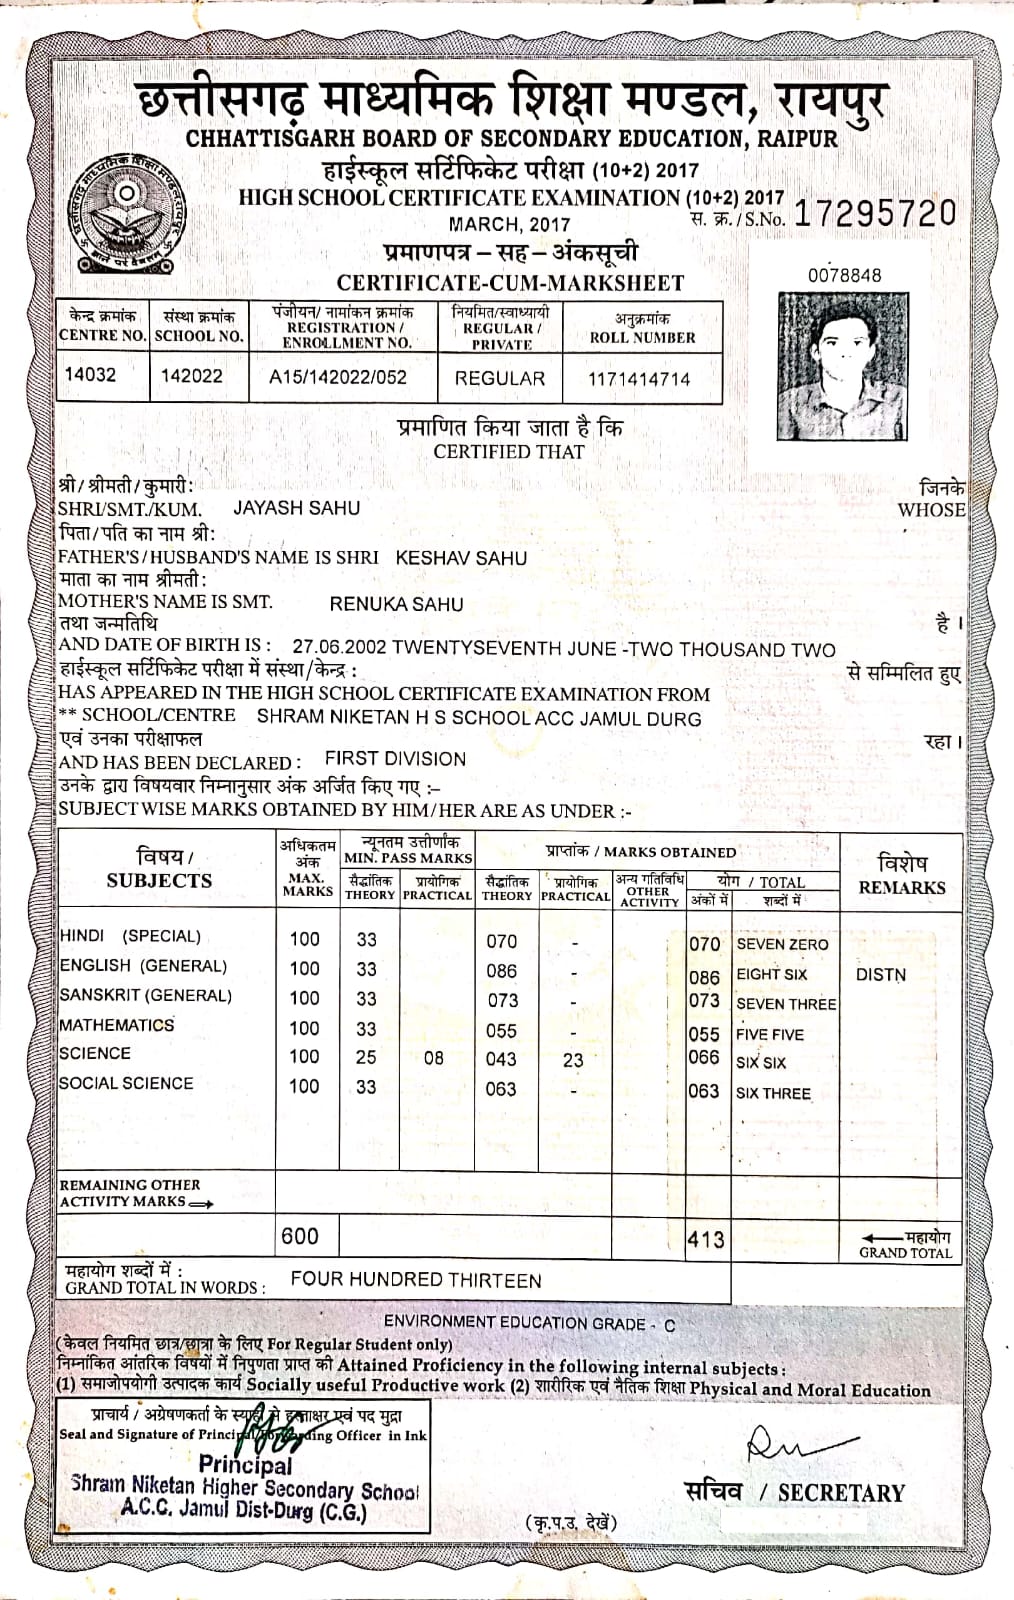 छत्तीसगढ़ माध्यमिक शिक्षा मण्डल, रायपुर
CHHATTISGARH BOARD OF SECONDARY EDUCATION, RAIPUR
हाईस्कूल सर्टिफिकेट परीक्षा (10+2) 2017
HIGH SCHOOL CERTIFICATE EXAMINATION (10+2) 2017
MARCH, 2017
स. क्र. / S.No. 17295720
प्रमाणपत्र – सह – अंकसूची
CERTIFICATE-CUM-MARKSHEET
0078848
केन्द्र क्रमांक CENTRE NO. संस्था क्रमांक SCHOOL NO. पंजीयन/ नामांकन क्रमांक REGISTRATION / ENROLLMENT NO. नियमित/स्वाध्यायी REGULAR / PRIVATE अनुक्रमांक ROLL NUMBER
14032 142022 A15/142022/052 REGULAR 1171414714
प्रमाणित किया जाता है कि
CERTIFIED THAT
श्री/ श्रीमती/ कुमारी: जिनके
SHRI/SMT./KUM. JAYASH SAHU WHOSE
पिता/पति का नाम श्री:
FATHER'S/HUSBAND'S NAME IS SHRI KESHAV SAHU
माता का नाम श्रीमती:
MOTHER'S NAME IS SMT. RENUKA SAHU
तथा जन्मतिथि है ।
AND DATE OF BIRTH IS : 27.06.2002 TWENTYSEVENTH JUNE -TWO THOUSAND TWO
हाईस्कूल सर्टिफिकेट परीक्षा में संस्था/केन्द्र : से सम्मिलित हुए
HAS APPEARED IN THE HIGH SCHOOL CERTIFICATE EXAMINATION FROM
** SCHOOL/CENTRE SHRAM NIKETAN H S SCHOOL ACC JAMUL DURG
एवं उनका परीक्षाफल रहा ।
AND HAS BEEN DECLARED : FIRST DIVISION
उनके द्वारा विषयवार निम्नानुसार अंक अर्जित किए गए :–
SUBJECTWISE MARKS OBTAINED BY HIM/HER ARE AS UNDER :-
विषय / SUBJECTS अधिकतम अंक MAX. MARKS न्यूनतम उत्तीर्णांक MIN. PASS MARKS प्राप्तांक / MARKS OBTAINED विशेष REMARKS
सैद्धांतिक THEORY प्रायोगिक PRACTICAL सैद्धांतिक THEORY प्रायोगिक PRACTICAL अन्य गतिविधि OTHER ACTIVITY योग / TOTAL अंकों में शब्दों में
HINDI (SPECIAL) 100 33 070 - 070 SEVEN ZERO
ENGLISH (GENERAL) 100 33 086 - 086 EIGHT SIX DISTN
SANSKRIT (GENERAL) 100 33 073 - 073 SEVEN THREE
MATHEMATICS 100 33 055 - 055 FIVE FIVE
SCIENCE 100 25 08 043 23 066 SIX SIX
SOCIAL SCIENCE 100 33 063 - 063 SIX THREE
REMAINING OTHER
ACTIVITY MARKS
600 413 महायोग GRAND TOTAL
महायोग शब्दों में :
GRAND TOTAL IN WORDS : FOUR HUNDRED THIRTEEN
ENVIRONMENT EDUCATION GRADE - C
(केवल नियमित छात्र/छात्रा के लिए For Regular Student only)
निम्नांकित आंतरिक विषयों में निपुणता प्राप्त की Attained Proficiency in the following internal subjects :
(1) समाजोपयोगी उत्पादक कार्य Socially useful Productive work (2) शारीरिक एवं नैतिक शिक्षा Physical and Moral Education
प्राचार्य / अग्रेषणकर्ता के स्याही से हस्ताक्षर एवं पद मुद्रा
Seal and Signature of Principal/Forwarding Officer in Ink
Principal
Shram Niketan Higher Secondary School
A.C.C. Jamul Dist-Durg (C.G.)
सचिव / SECRETARY
(कृ.प.उ. देखें)